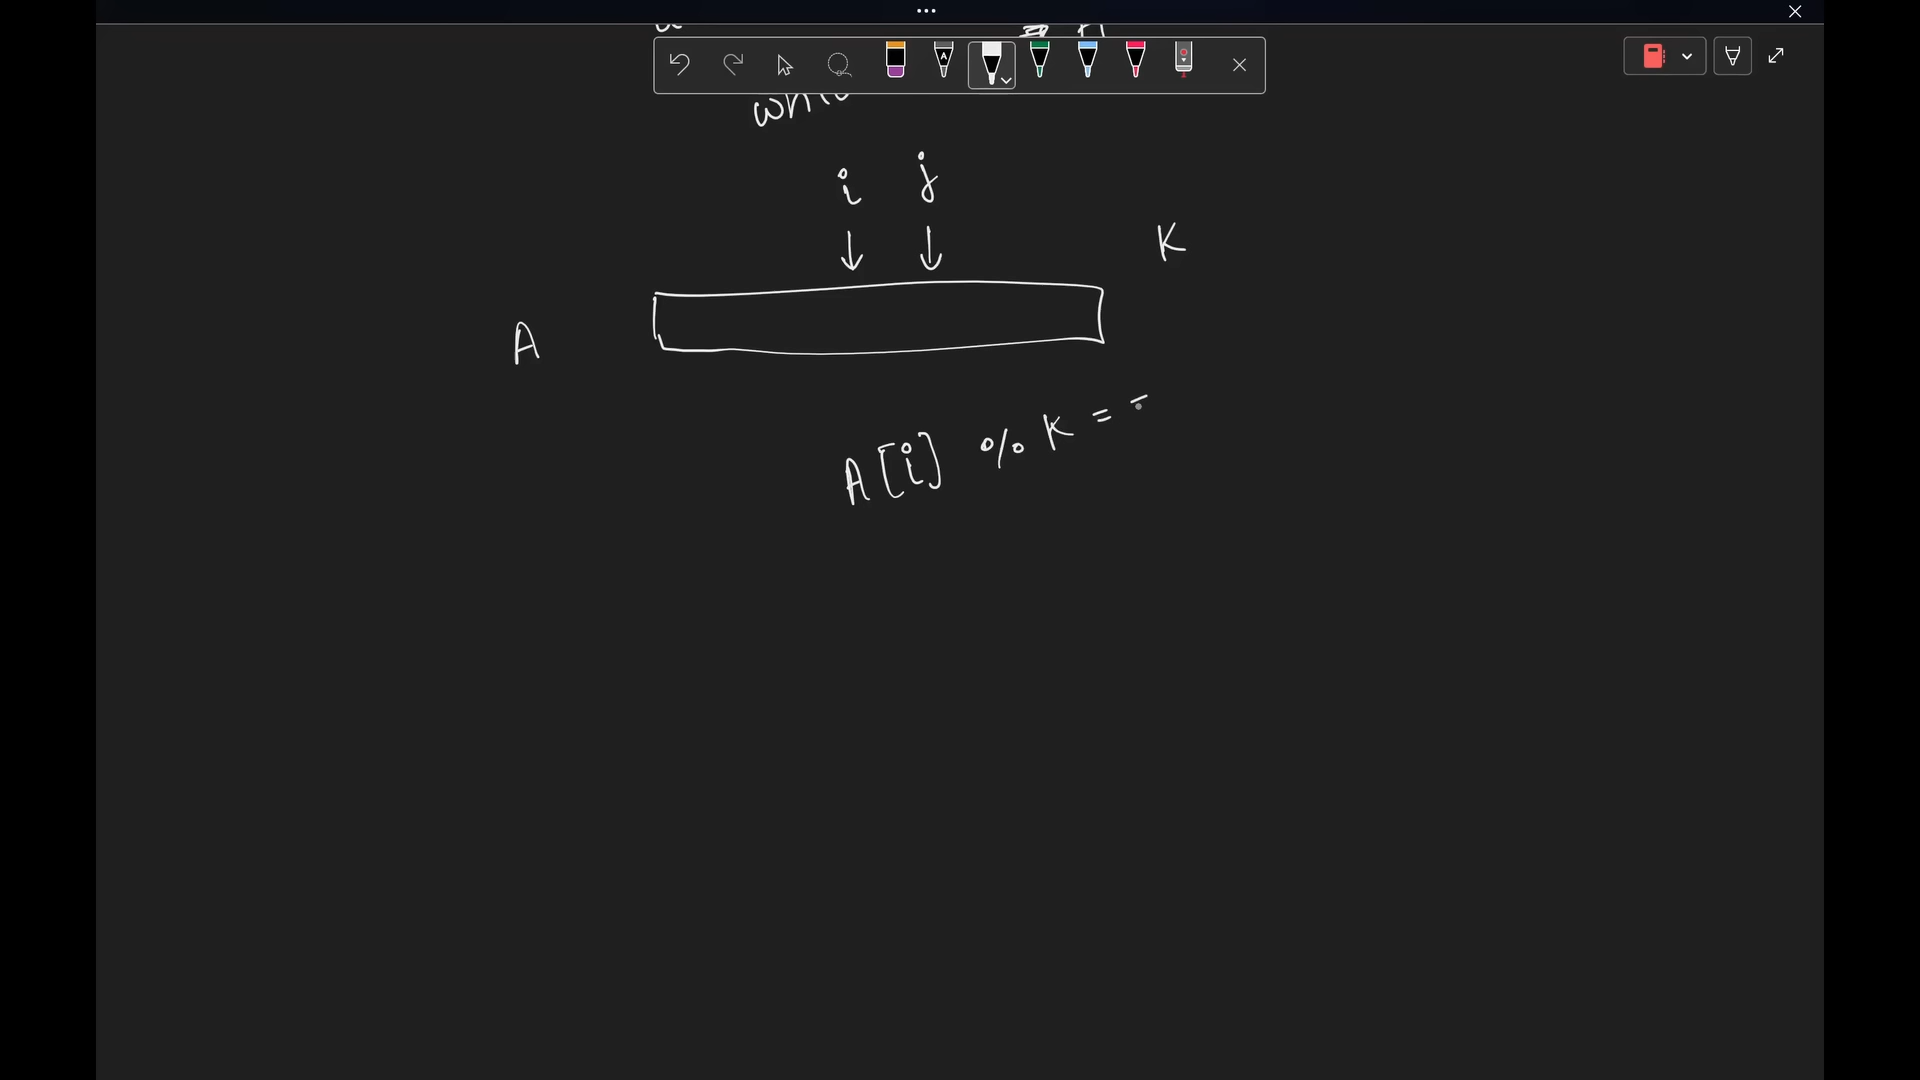 i j
K
A
A[i] % K =